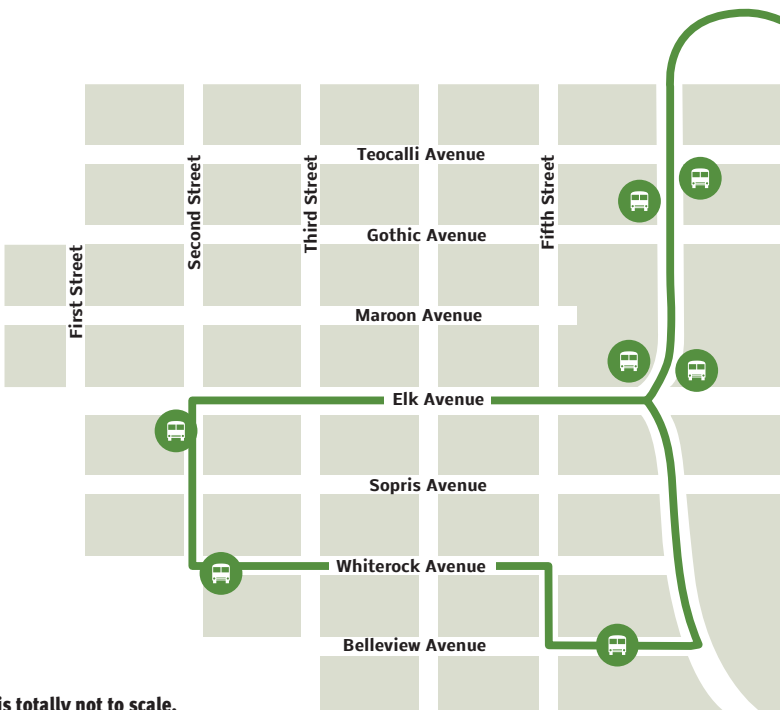 Teocalli Avenue
Second Street
Third Street
Fifth Street
Gothic Avenue
First Street
Maroon Avenue
Elk Avenue
Sopris Avenue
Whiterock Avenue
Belleview Avenue
is totally not to scale.